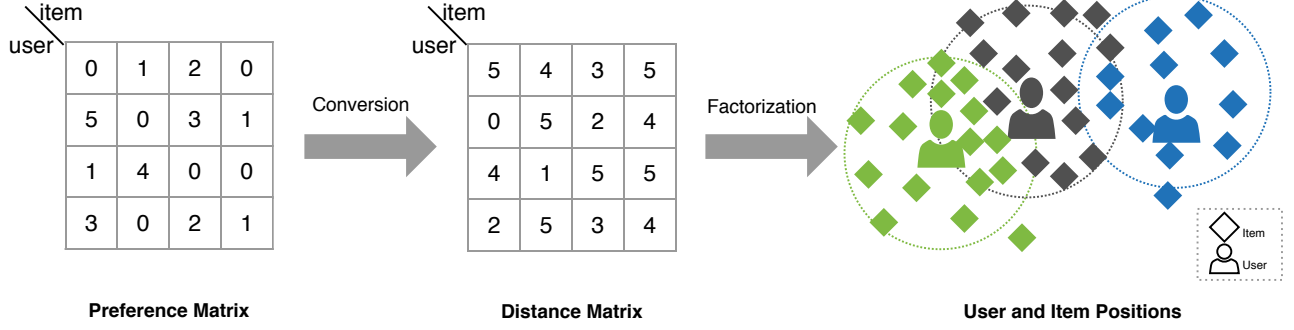 item
user
0 1 2 0
5 0 3 1
1 4 0 0
3 0 2 1
Preference Matrix
Conversion
item
user
5 4 3 5
0 5 2 4
4 1 5 5
2 5 3 4
Distance Matrix
Factorization
Item
User
User and Item Positions